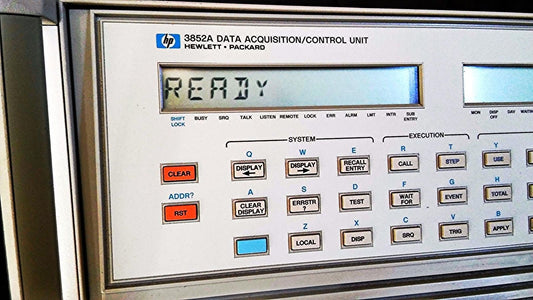 hp 3852A DATA ACQUISITION/CONTROL UNIT
HEWLETT • PACKARD
READY
SHIFT LOCK BUSY SRQ TALK LISTEN REMOTE LOCK ERR ALRM LMT INTR SUB ENTRY MON DISP OFF DAY
SYSTEM EXECUTION
Q W E R T Y
CLEAR DISPLAY ← DISPLAY → RECALL ENTRY CALL STEP USE
ADDR? A S D F G H
RST CLEAR DISPLAY ERRSTR ? TEST WAIT FOR EVENT TOTAL
Z X C V B
LOCAL DISP SRQ TRIG APPLY